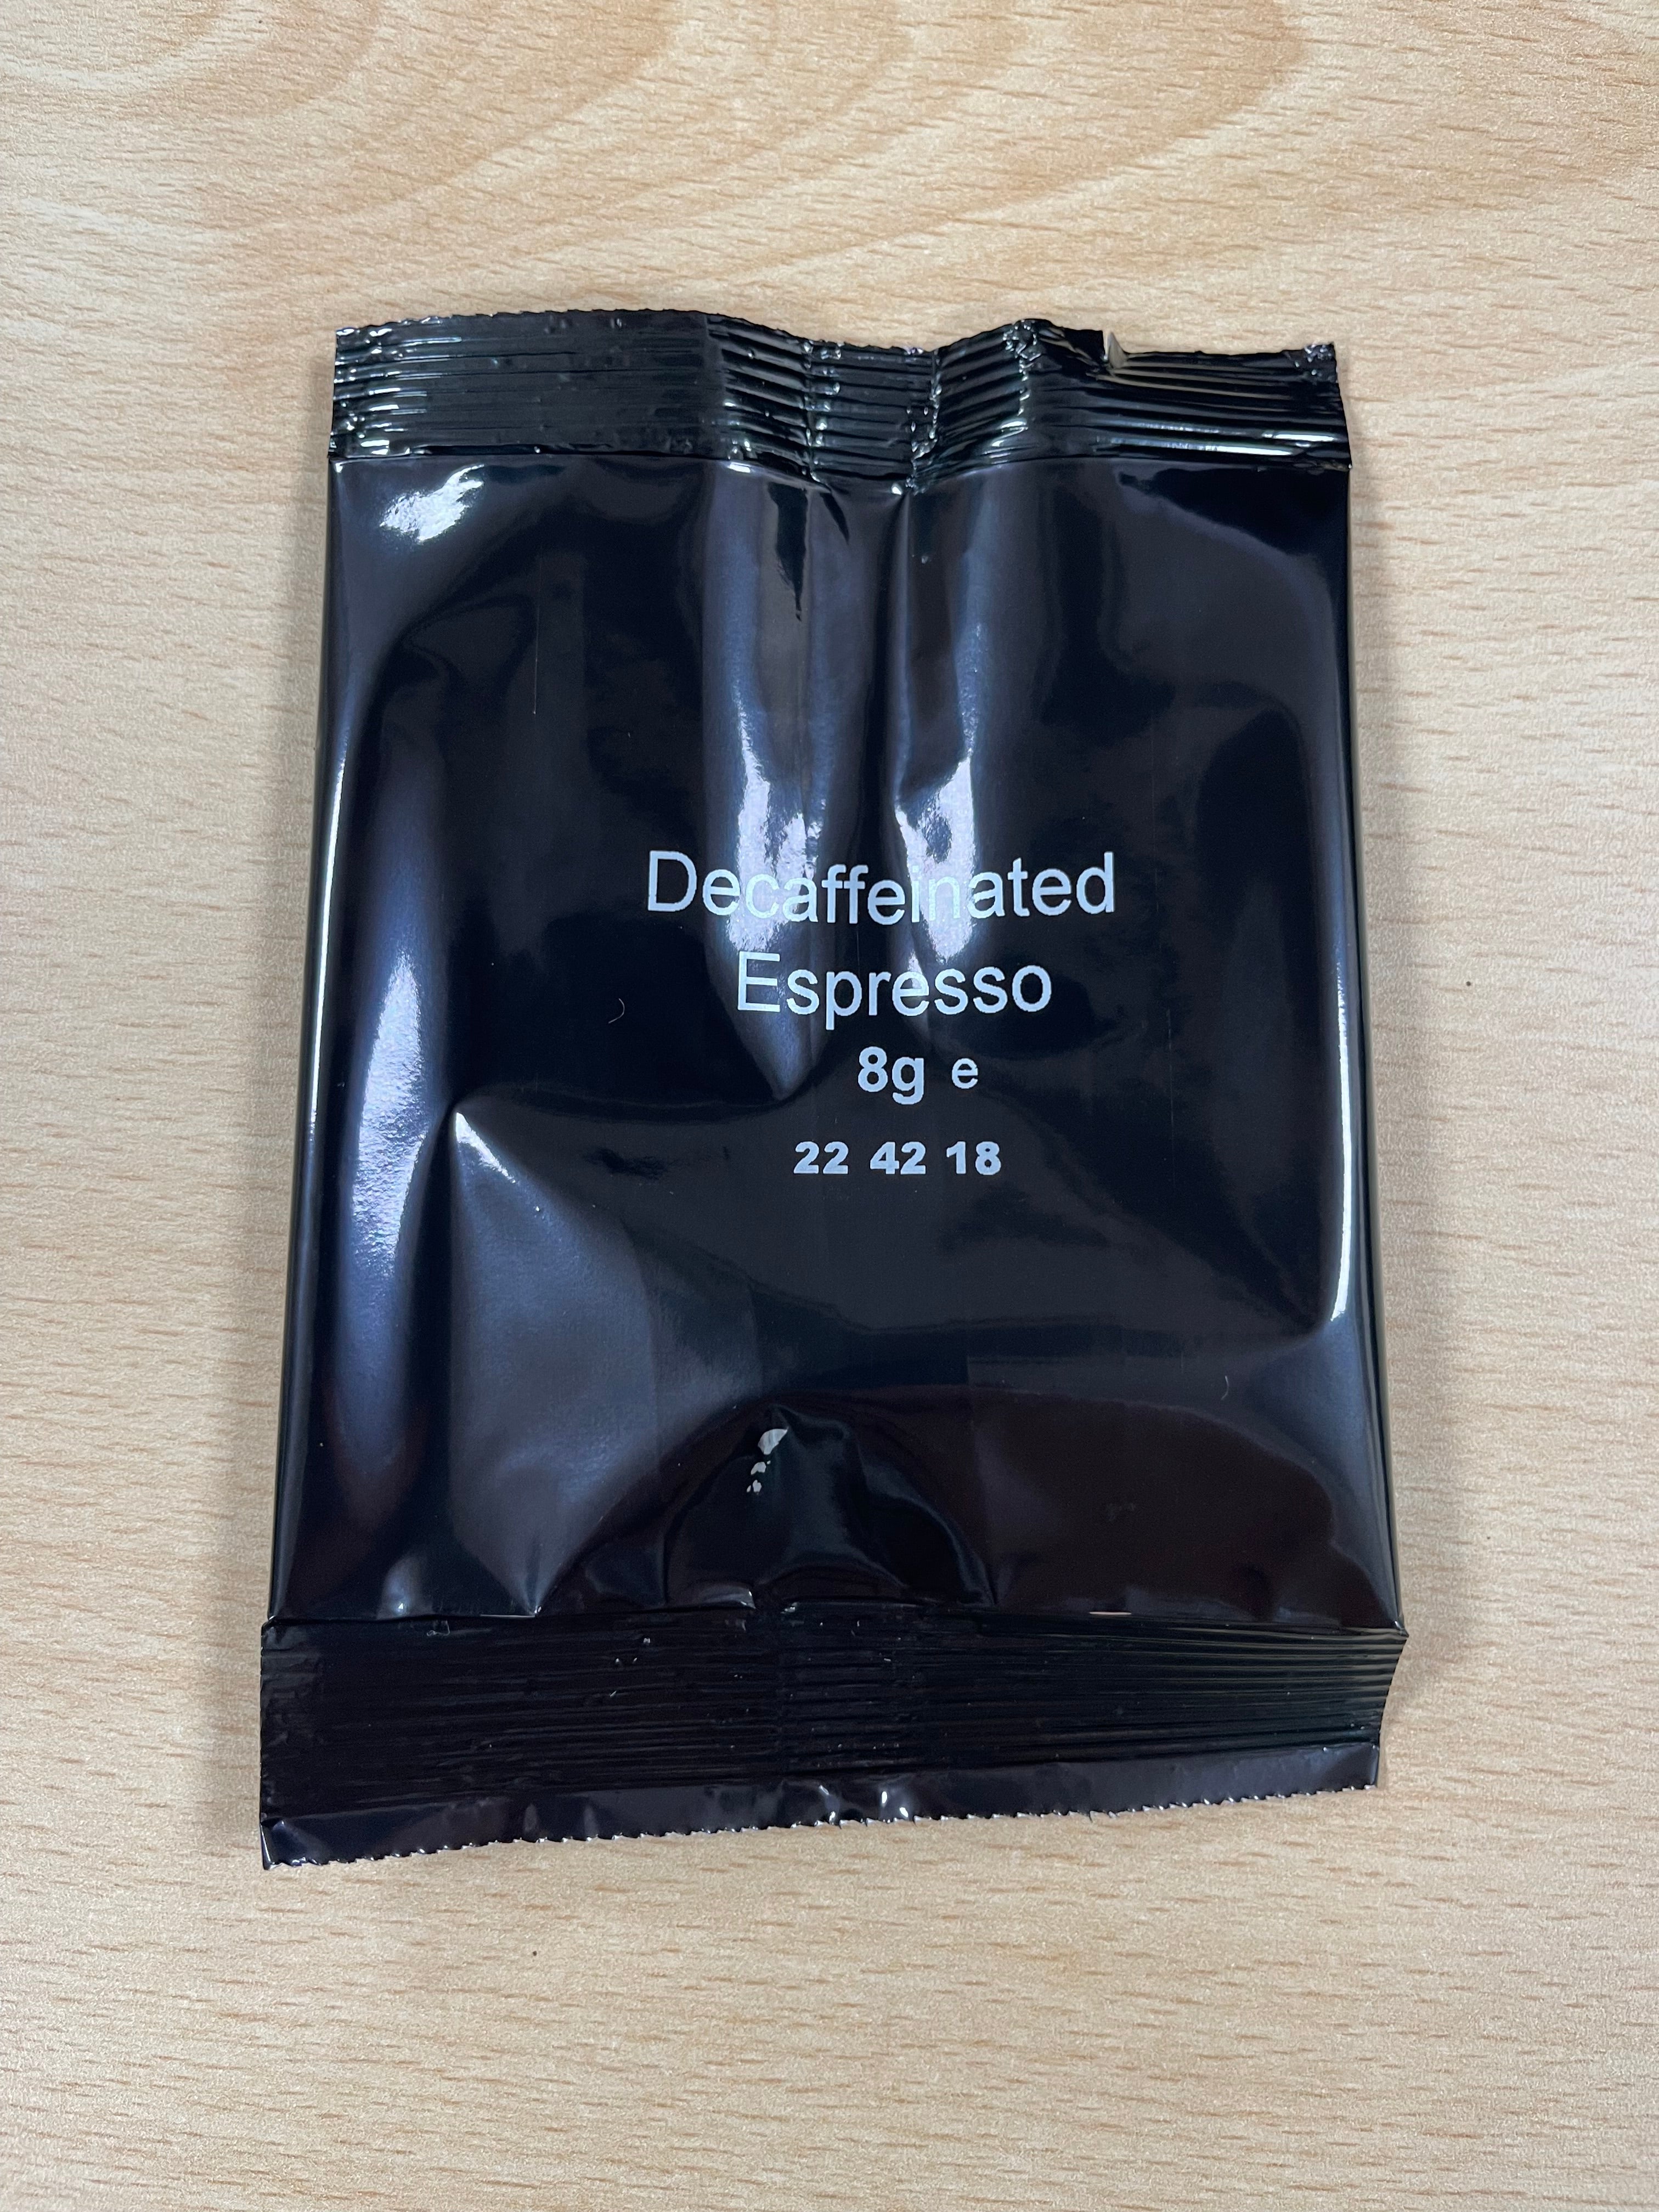 Decaffeinated
Espresso
8g e
22 42 18